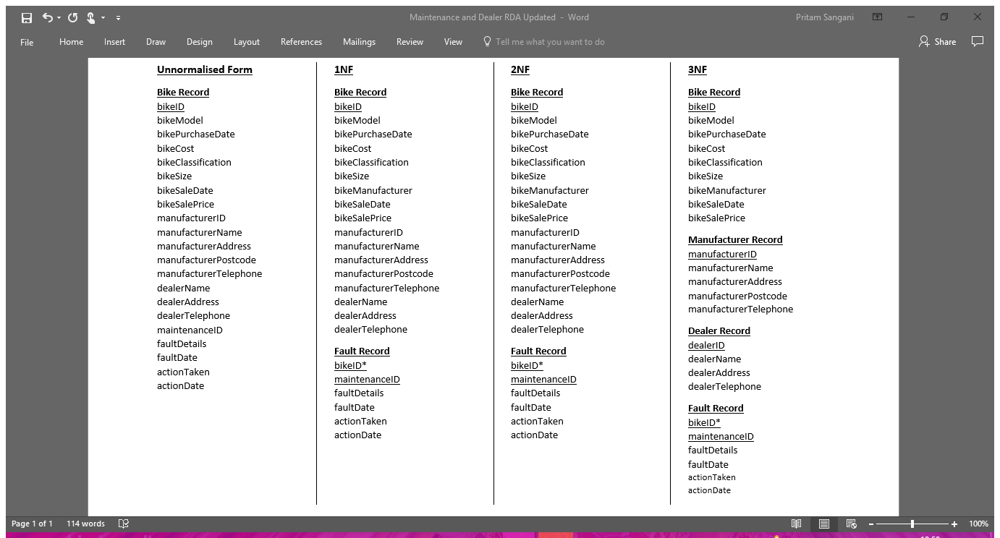 Maintenance and Dealer RDA Updated - Word
Pritam Sangani
File Home Insert Draw Design Layout References Mailings Review View Tell me what you want to do
Share
Unnormalised Form
Bike Record
bikeID
bikeModel
bikePurchaseDate
bikeCost
bikeClassification
bikeSize
bikeSaleDate
bikeSalePrice
manufacturerID
manufacturerName
manufacturerAddress
manufacturerPostcode
manufacturerTelephone
dealerName
dealerAddress
dealerTelephone
maintenanceID
faultDetails
faultDate
actionTaken
actionDate
1NF
Bike Record
bikeID
bikeModel
bikePurchaseDate
bikeCost
bikeClassification
bikeSize
bikeManufacturer
bikeSaleDate
bikeSalePrice
manufacturerID
manufacturerName
manufacturerAddress
manufacturerPostcode
manufacturerTelephone
dealerName
dealerAddress
dealerTelephone
Fault Record
bikeID*
maintenanceID
faultDetails
faultDate
actionTaken
actionDate
2NF
Bike Record
bikeID
bikeModel
bikePurchaseDate
bikeCost
bikeClassification
bikeSize
bikeManufacturer
bikeSaleDate
bikeSalePrice
manufacturerID
manufacturerName
manufacturerAddress
manufacturerPostcode
manufacturerTelephone
dealerName
dealerAddress
dealerTelephone
Fault Record
bikeID*
maintenanceID
faultDetails
faultDate
actionTaken
actionDate
3NF
Bike Record
bikeID
bikeModel
bikePurchaseDate
bikeCost
bikeClassification
bikeSize
bikeManufacturer
bikeSaleDate
bikeSalePrice
Manufacturer Record
manufacturerID
manufacturerName
manufacturerAddress
manufacturerPostcode
manufacturerTelephone
Dealer Record
dealerID
dealerName
dealerAddress
dealerTelephone
Fault Record
bikeID*
maintenanceID
faultDetails
faultDate
actionTaken
actionDate
Page 1 of 1 114 words
100%